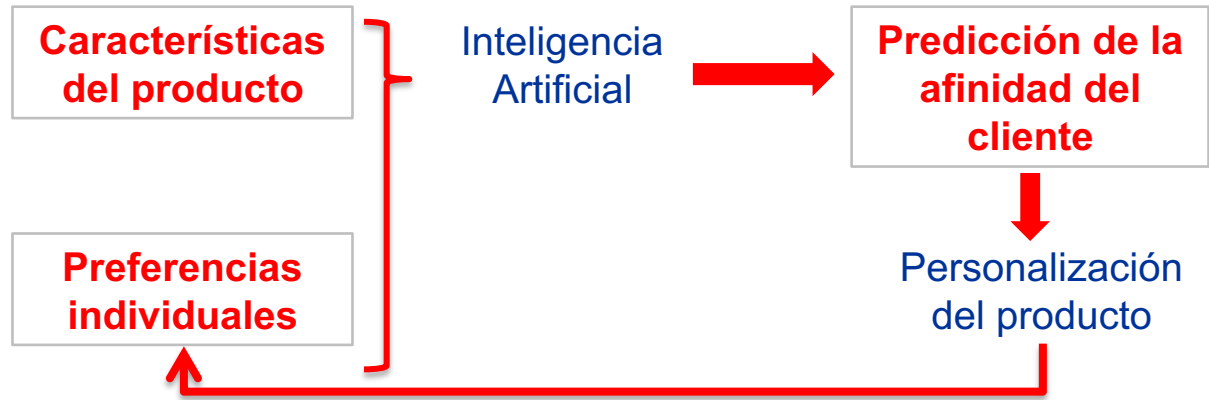 Características
del producto
Inteligencia
Artificial
Predicción de la
afinidad del
cliente
Preferencias
individuales
Personalización
del producto